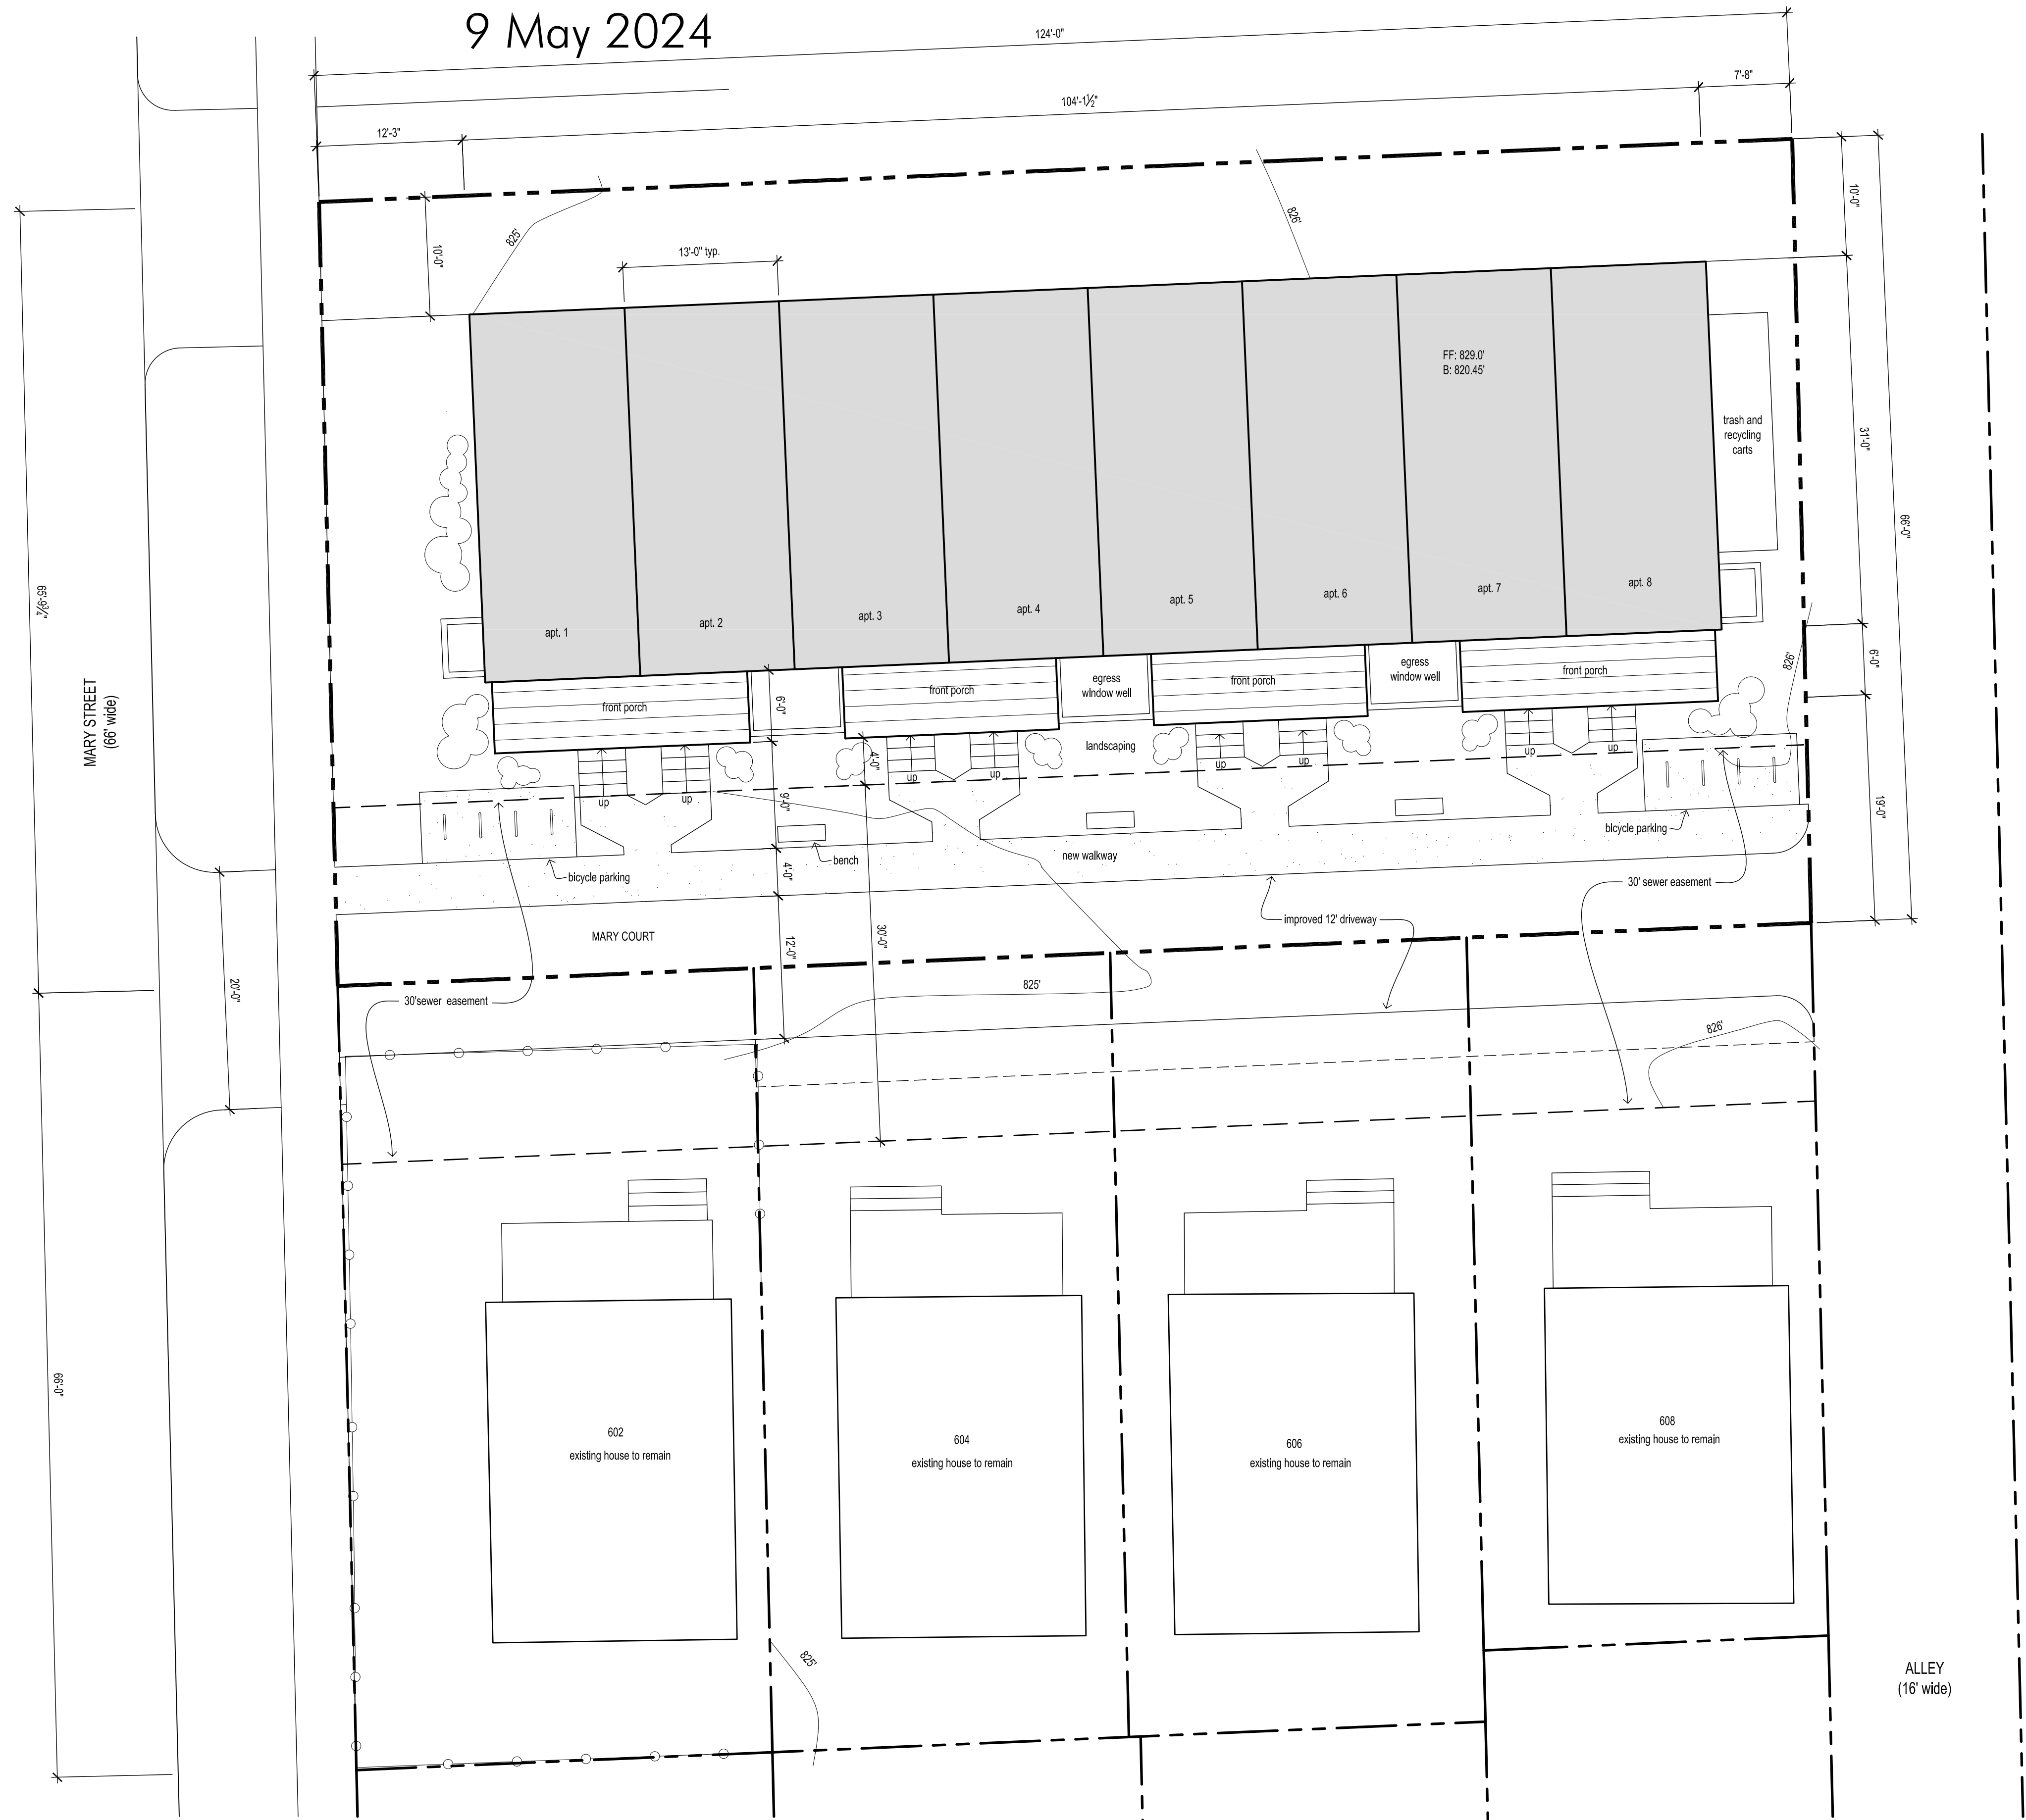 9 May 2024
124'-0"
7'-8"
104'-1½"
12'-3"
10'-0"
825'
826'
10'-0"
13'-0" typ.
FF: 829.0'
B: 820.45'
trash and
recycling
carts
31'-0"
66'-0"
65'-9¾"
MARY STREET
(66' wide)
apt. 1
apt. 2
apt. 3
apt. 4
apt. 5
apt. 6
apt. 7
apt. 8
front porch
6'-0"
front porch
egress
window well
front porch
egress
window well
front porch
826'
6'-0"
landscaping
4'-0"
up
up
up
up
up
up
up
up
9'-0"
19'-0"
bicycle parking
bench
new walkway
bicycle parking
4'-0"
30' sewer easement
improved 12' driveway
MARY COURT
12'-0"
30'-0"
20'-0"
30'sewer easement
825'
826'
66'-0"
602
existing house to remain
604
existing house to remain
606
existing house to remain
608
existing house to remain
825'
ALLEY
(16' wide)